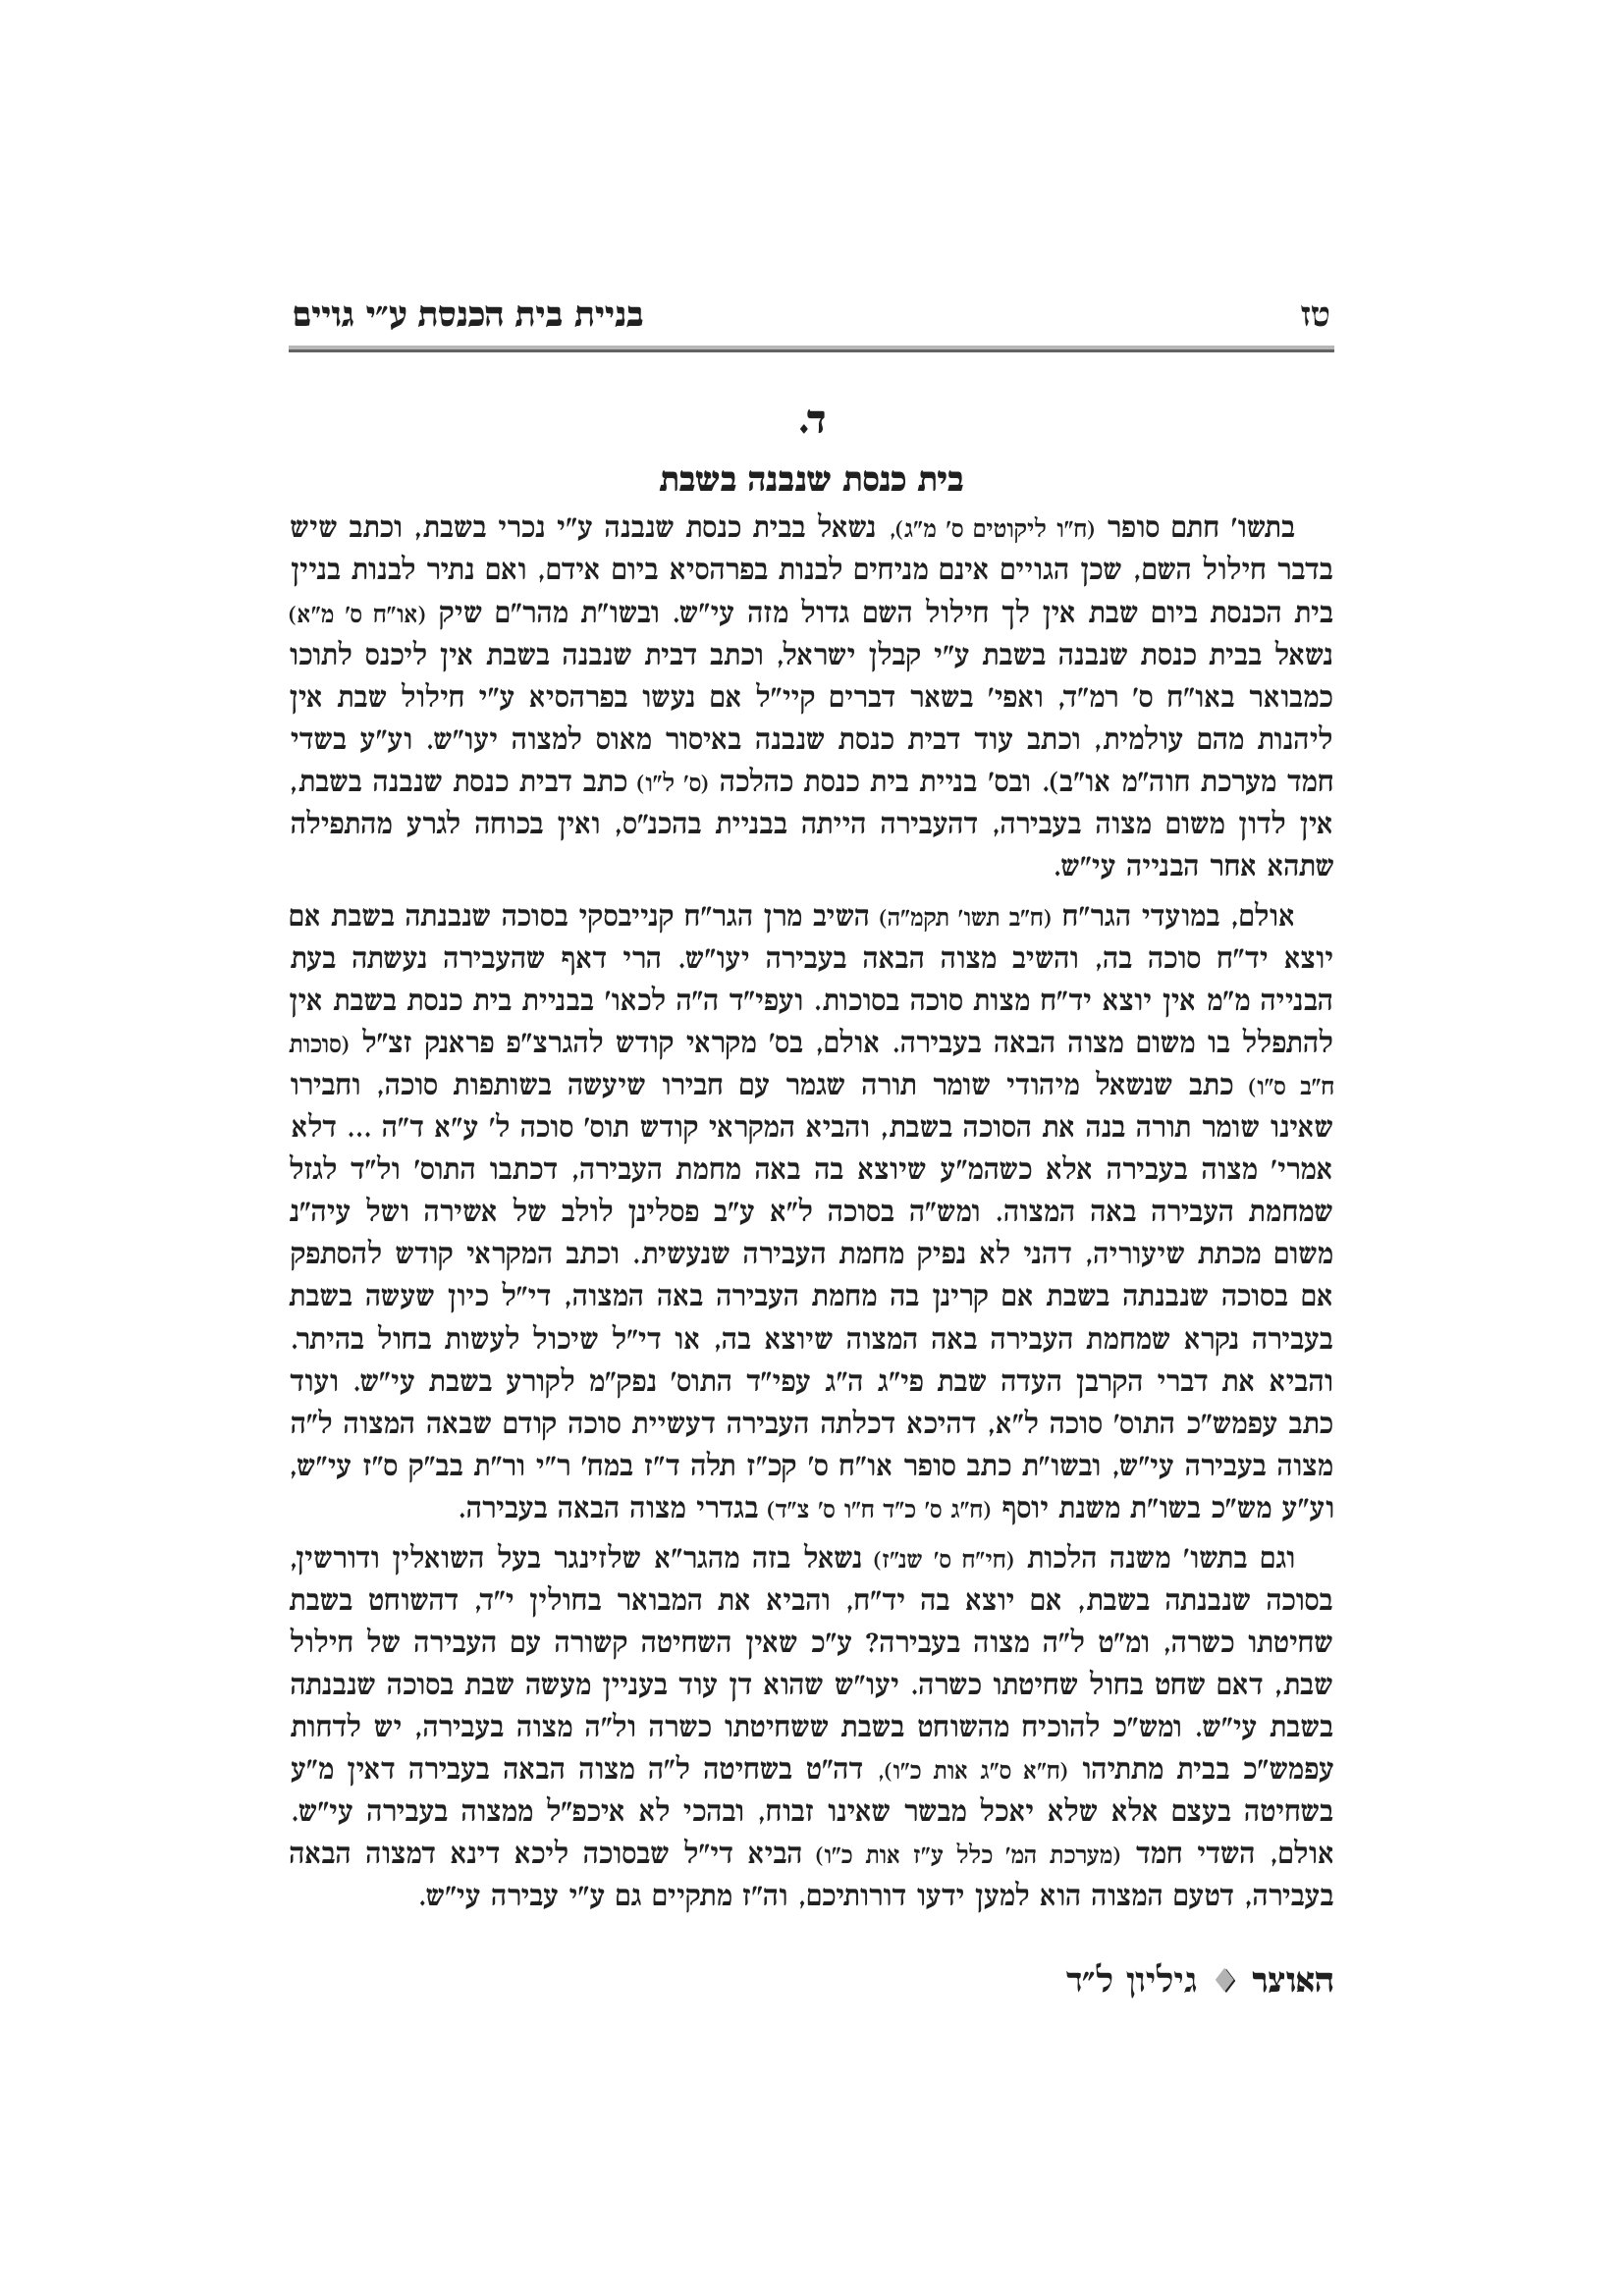 טז
בניית בית הכנסת ע"י גויים
ד.
בית כנסת שנבנה בשבת
בתשו' חתם סופר (ח"ו ליקוטים ס' מ"ג), נשאל בבית כנסת שנבנה ע"י נכרי בשבת, וכתב שיש
בדבר חילול השם, שכן הגויים אינם מניחים לבנות בפרהסיא ביום אידם, ואם נתיר לבנות בניין
בית הכנסת ביום שבת אין לך חילול השם גדול מזה עי"ש. ובשו"ת מהר"ם שיק (או"ח ס' מ"א)
נשאל בבית כנסת שנבנה בשבת ע"י קבלן ישראל, וכתב דבית שנבנה בשבת אין ליכנס לתוכו
כמבואר באו"ח ס' רמ"ד, ואפי' בשאר דברים קיי"ל אם נעשו בפרהסיא ע"י חילול שבת אין
ליהנות מהם עולמית, וכתב עוד דבית כנסת שנבנה באיסור מאוס למצוה יעו"ש. וע"ע בשדי
חמד מערכת חוה"מ או"ב). ובס' בניית בית כנסת כהלכה (ס' ל"ו) כתב דבית כנסת שנבנה בשבת,
אין לדון משום מצוה בעבירה, דהעבירה הייתה בבניית בהכנ"ס, ואין בכוחה לגרע מהתפילה
שתהא אחר הבנייה עי"ש.
אולם, במועדי הגר"ח (ח"ב תשו' תקמ"ה) השיב מרן הגר"ח קנייבסקי בסוכה שנבנתה בשבת אם
יוצא יד"ח סוכה בה, והשיב מצוה הבאה בעבירה יעו"ש. הרי דאף שהעבירה נעשתה בעת
הבנייה מ"מ אין יוצא יד"ח מצות סוכה בסוכות. ועפי"ד ה"ה לכאו' בבניית בית כנסת בשבת אין
להתפלל בו משום מצוה הבאה בעבירה. אולם, בס' מקראי קודש להגרצ"פ פראנק זצ"ל (סוכות
ח"ב ס"ו) כתב שנשאל מיהודי שומר תורה שגמר עם חבירו שיעשה בשותפות סוכה, וחבירו
שאינו שומר תורה בנה את הסוכה בשבת, והביא המקראי קודש תוס' סוכה ל' ע"א ד"ה ... דלא
אמרי' מצוה בעבירה אלא כשהמ"ע שיוצא בה באה מחמת העבירה, דכתבו התוס' ול"ד לגזל
שמחמת העבירה באה המצוה. ומש"ה בסוכה ל"א ע"ב פסלינן לולב של אשירה ושל עיה"נ
משום מכתת שיעוריה, דהני לא נפיק מחמת העבירה שנעשית. וכתב המקראי קודש להסתפק
אם בסוכה שנבנתה בשבת אם קרינן בה מחמת העבירה באה המצוה, די"ל כיון שעשה בשבת
בעבירה נקרא שמחמת העבירה באה המצוה שיוצא בה, או די"ל שיכול לעשות בחול בהיתר.
והביא את דברי הקרבן העדה שבת פי"ג ה"ג עפי"ד התוס' נפק"מ לקורע בשבת עי"ש. ועוד
כתב עפמש"כ התוס' סוכה ל"א, דהיכא דכלתה העבירה דעשיית סוכה קודם שבאה המצוה ל"ה
מצוה בעבירה עי"ש, ובשו"ת כתב סופר או"ח ס' קכ"ז תלה ד"ז במח' ר"י ור"ת בב"ק ס"ז עי"ש,
וע"ע מש"כ בשו"ת משנת יוסף (ח"ג ס' כ"ד ח"ו ס' צ"ד) בגדרי מצוה הבאה בעבירה.
וגם בתשו' משנה הלכות (חי"ח ס' שנ"ז) נשאל בזה מהגר"א שלזינגר בעל השואלין ודורשין,
בסוכה שנבנתה בשבת, אם יוצא בה יד"ח, והביא את המבואר בחולין י"ד, דהשוחט בשבת
שחיטתו כשרה, ומ"ט ל"ה מצוה בעבירה? ע"כ שאין השחיטה קשורה עם העבירה של חילול
שבת, דאם שחט בחול שחיטתו כשרה. יעו"ש שהוא דן עוד בעניין מעשה שבת בסוכה שנבנתה
בשבת עי"ש. ומש"כ להוכיח מהשוחט בשבת ששחיטתו כשרה ול"ה מצוה בעבירה, יש לדחות
עפמש"כ בבית מתתיהו (ח"א ס"ג אות כ"ו), דה"ט בשחיטה ל"ה מצוה הבאה בעבירה דאין מ"ע
בשחיטה בעצם אלא שלא יאכל מבשר שאינו זבוח, ובהכי לא איכפ"ל ממצוה בעבירה עי"ש.
אולם, השדי חמד (מערכת המ' כלל ע"ז אות כ"ו) הביא די"ל שבסוכה ליכא דינא דמצוה הבאה
בעבירה, דטעם המצוה הוא למען ידעו דורותיכם, וה"ז מתקיים גם ע"י עבירה עי"ש.
האוצר ◆ גיליון ל"ד